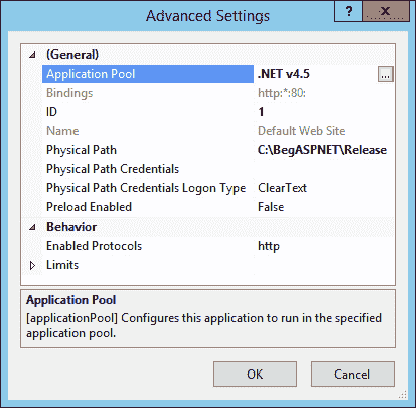 Advanced Settings
?
(General)
Application Pool .NET v4.5 ...
Bindings http:*:80:
ID 1
Name Default Web Site
Physical Path C:\BegASPNET\Release
Physical Path Credentials
Physical Path Credentials Logon Type ClearText
Preload Enabled False
Behavior
Enabled Protocols http
Limits
Application Pool
[applicationPool] Configures this application to run in the specified
application pool.
OK Cancel